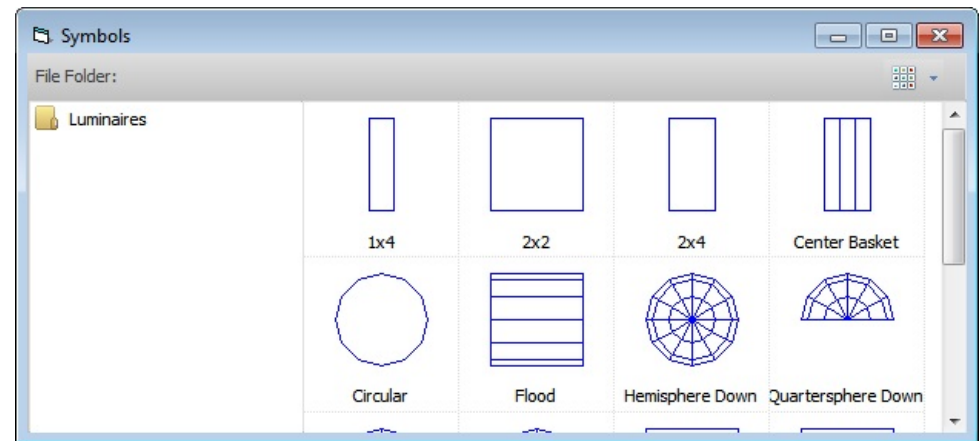 Symbols
File Folder:
Luminaires
1x4 2x2 2x4 Center Basket
Circular Flood Hemisphere Down Quartersphere Down